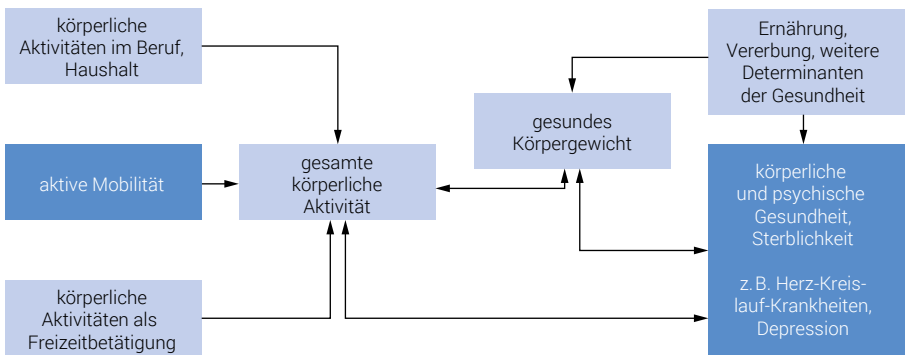 körperliche
Aktivitäten im Beruf,
Haushalt
Ernährung,
Vererbung, weitere
Determinanten
der Gesundheit
gesundes
Körpergewicht
aktive Mobilität
gesamte
körperliche
Aktivität
körperliche
und psychische
Gesundheit,
Sterblichkeit
z. B. Herz-Kreis-
lauf-Krankheiten,
Depression
körperliche
Aktivitäten als
Freizeitbetätigung